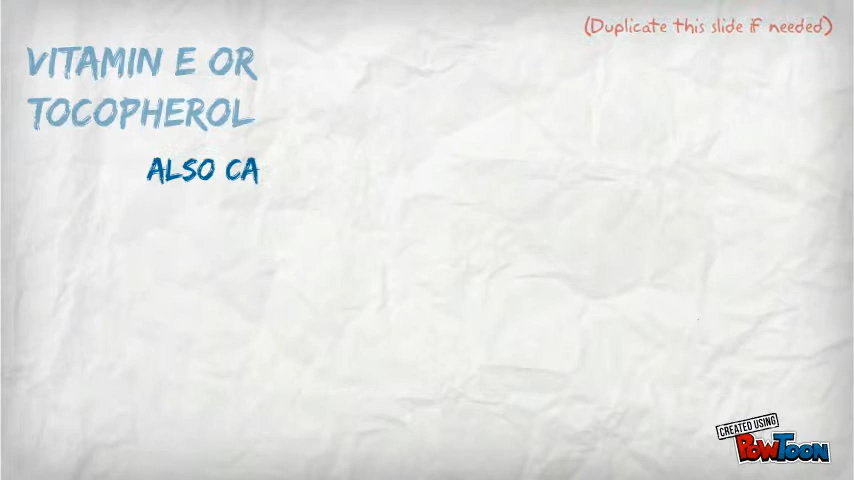 (Duplicate this slide if needed)
VITAMIN E OR
TOCOPHEROL
ALSO CA
CREATED USING
POWTOON